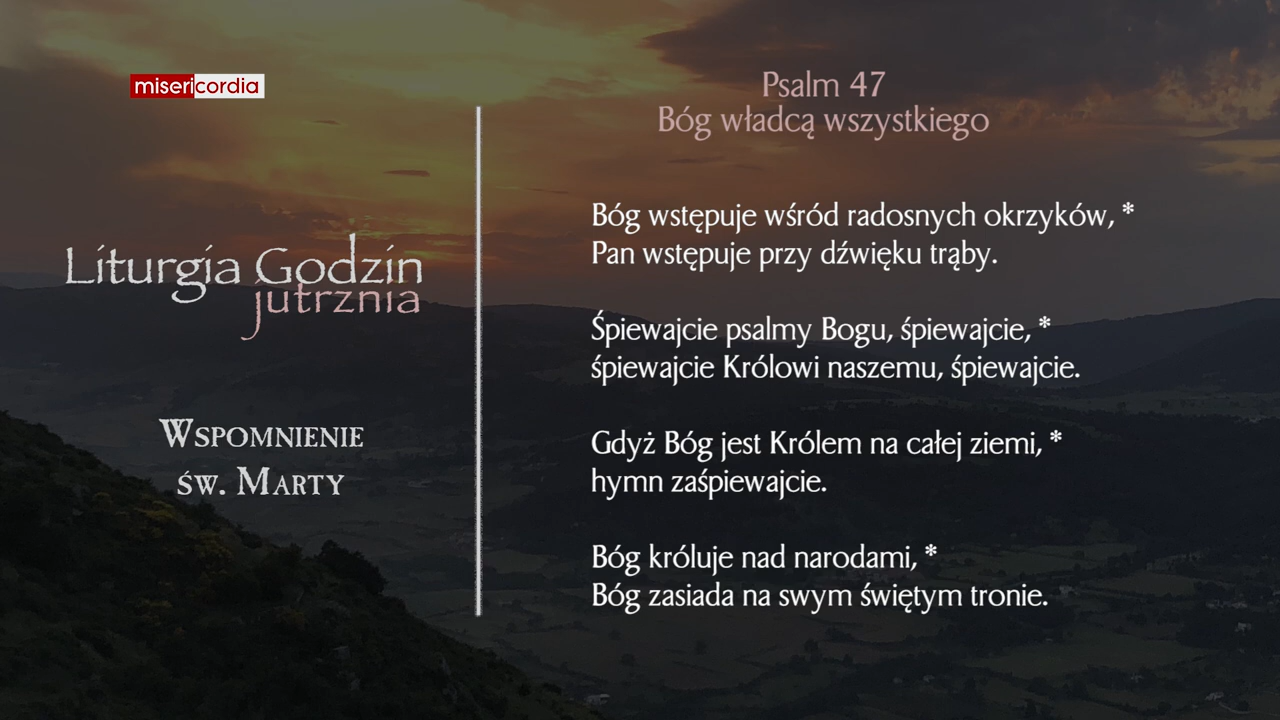 misericordia
Liturgia Godzin
jutrznia
Wspomnienie
św. Marty
Psalm 47
Bóg władcą wszystkiego
Bóg wstępuje wśród radosnych okrzyków, *
Pan wstępuje przy dźwięku trąby.
Śpiewajcie psalmy Bogu, śpiewajcie, *
śpiewajcie Królowi naszemu, śpiewajcie.
Gdyż Bóg jest Królem na całej ziemi, *
hymn zaśpiewajcie.
Bóg króluje nad narodami, *
Bóg zasiada na swym świętym tronie.